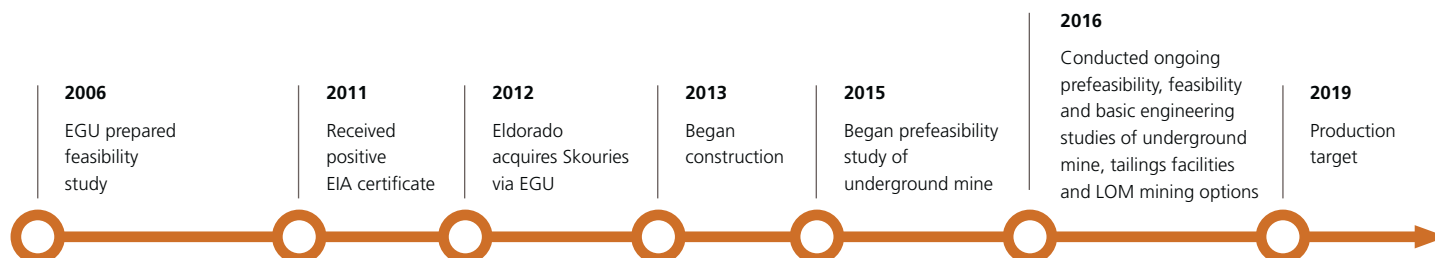 2006
EGU prepared
feasibility
study
2011
Received
positive
EIA certificate
2012
Eldorado
acquires Skouries
via EGU
2013
Began
construction
2015
Began prefeasibility
study of
underground mine
2016
Conducted ongoing
prefeasibility, feasibility
and basic engineering
studies of underground
mine, tailings facilities
and LOM mining options
2019
Production
target